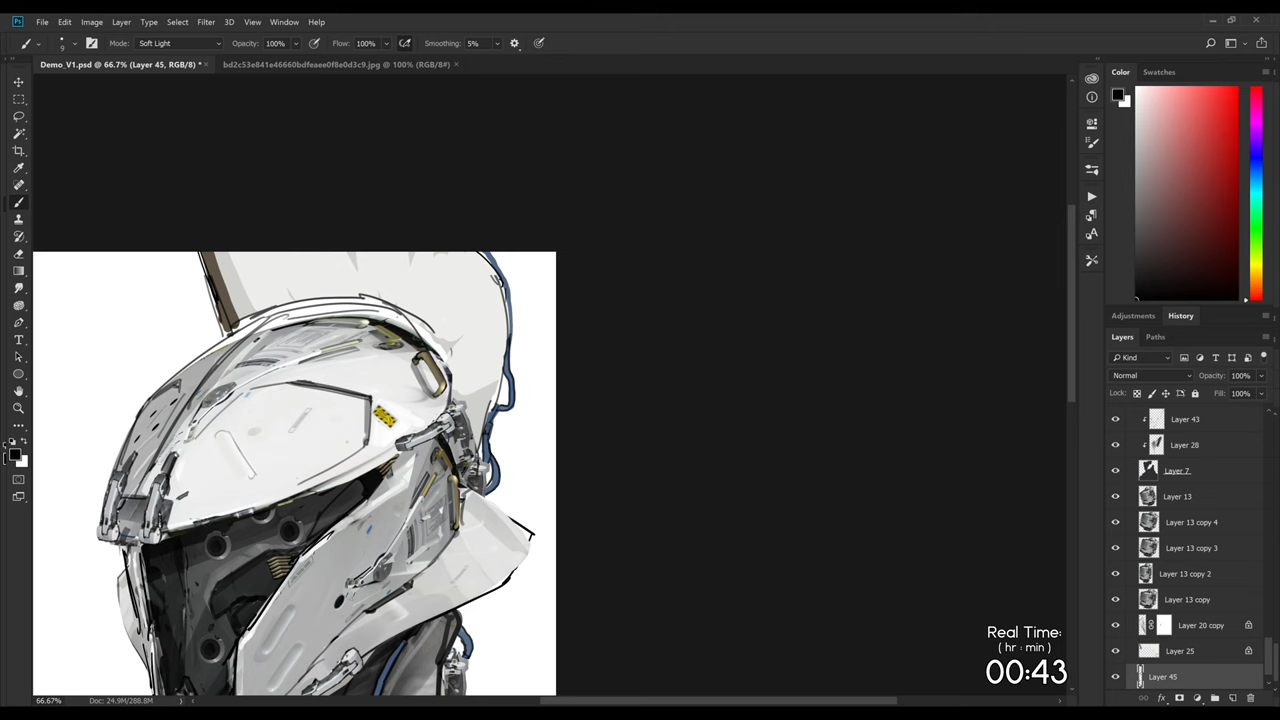 Ps File Edit Image Layer Type Select Filter 3D View Window Help
9 Mode: Soft Light Opacity: 100% Flow: 100% Smoothing: 5%
Demo_V1.psd @ 66.7% (Layer 45, RGB/8) * × bd2c53e841e46660bdfeaee0f8e0d3c9.jpg @ 100% (RGB/8#) ×
Color Swatches
Adjustments History
Layers Paths
Kind
Normal Opacity: 100%
Lock: Fill: 100%
Layer 43
Layer 28
Layer 7
Layer 13
Layer 13 copy 4
Layer 13 copy 3
Layer 13 copy 2
Layer 13 copy
Layer 20 copy
Layer 25
Layer 45
Real Time:
( hr : min )
00:43
66.67% Doc: 24.9M/288.8M